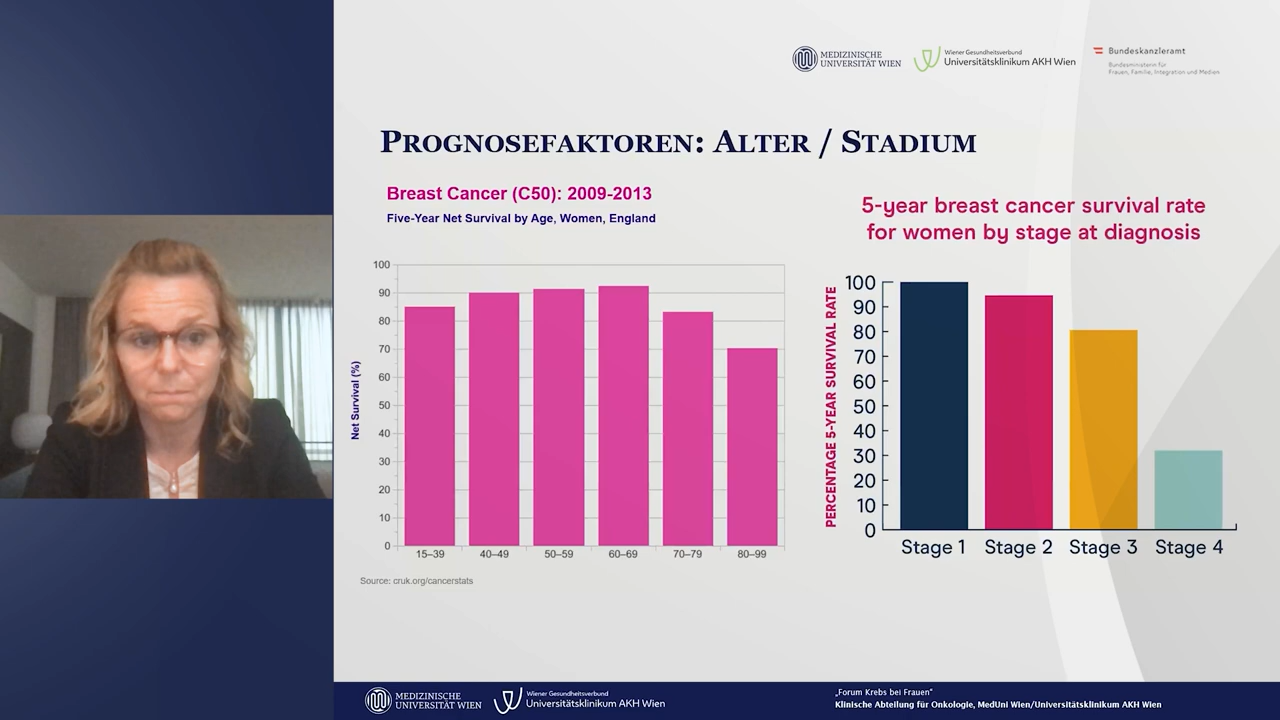 MEDIZINISCHE
UNIVERSITÄT WIEN
Wiener Gesundheitsverbund
Universitätsklinikum AKH Wien
Bundeskanzleramt
Bundesministerin für
Frauen, Familie, Integration und Medien
PROGNOSEFAKTOREN: ALTER / STADIUM
Breast Cancer (C50): 2009-2013
Five-Year Net Survival by Age, Women, England
Net Survival (%)
100
90
80
70
60
50
40
30
20
10
0
15–39 40–49 50–59 60–69 70–79 80–99
Source: cruk.org/cancerstats
5-year breast cancer survival rate
for women by stage at diagnosis
PERCENTAGE 5-YEAR SURVIVAL RATE
100
90
80
70
60
50
40
30
20
10
0
Stage 1 Stage 2 Stage 3 Stage 4
MEDIZINISCHE
UNIVERSITÄT WIEN
Wiener Gesundheitsverbund
Universitätsklinikum AKH Wien
„Forum Krebs bei Frauen“
Klinische Abteilung für Onkologie, MedUni Wien/Universitätsklinikum AKH Wien